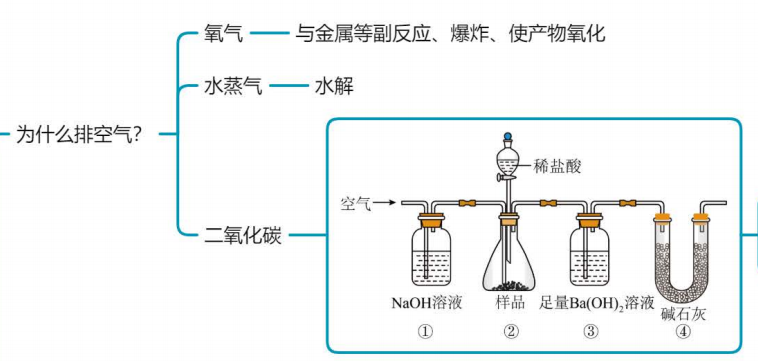 为什么排空气？
氧气
与金属等副反应、爆炸、使产物氧化
水蒸气
水解
二氧化碳
稀盐酸
空气
NaOH溶液
样品
足量Ba(OH)₂溶液
碱石灰
①
②
③
④